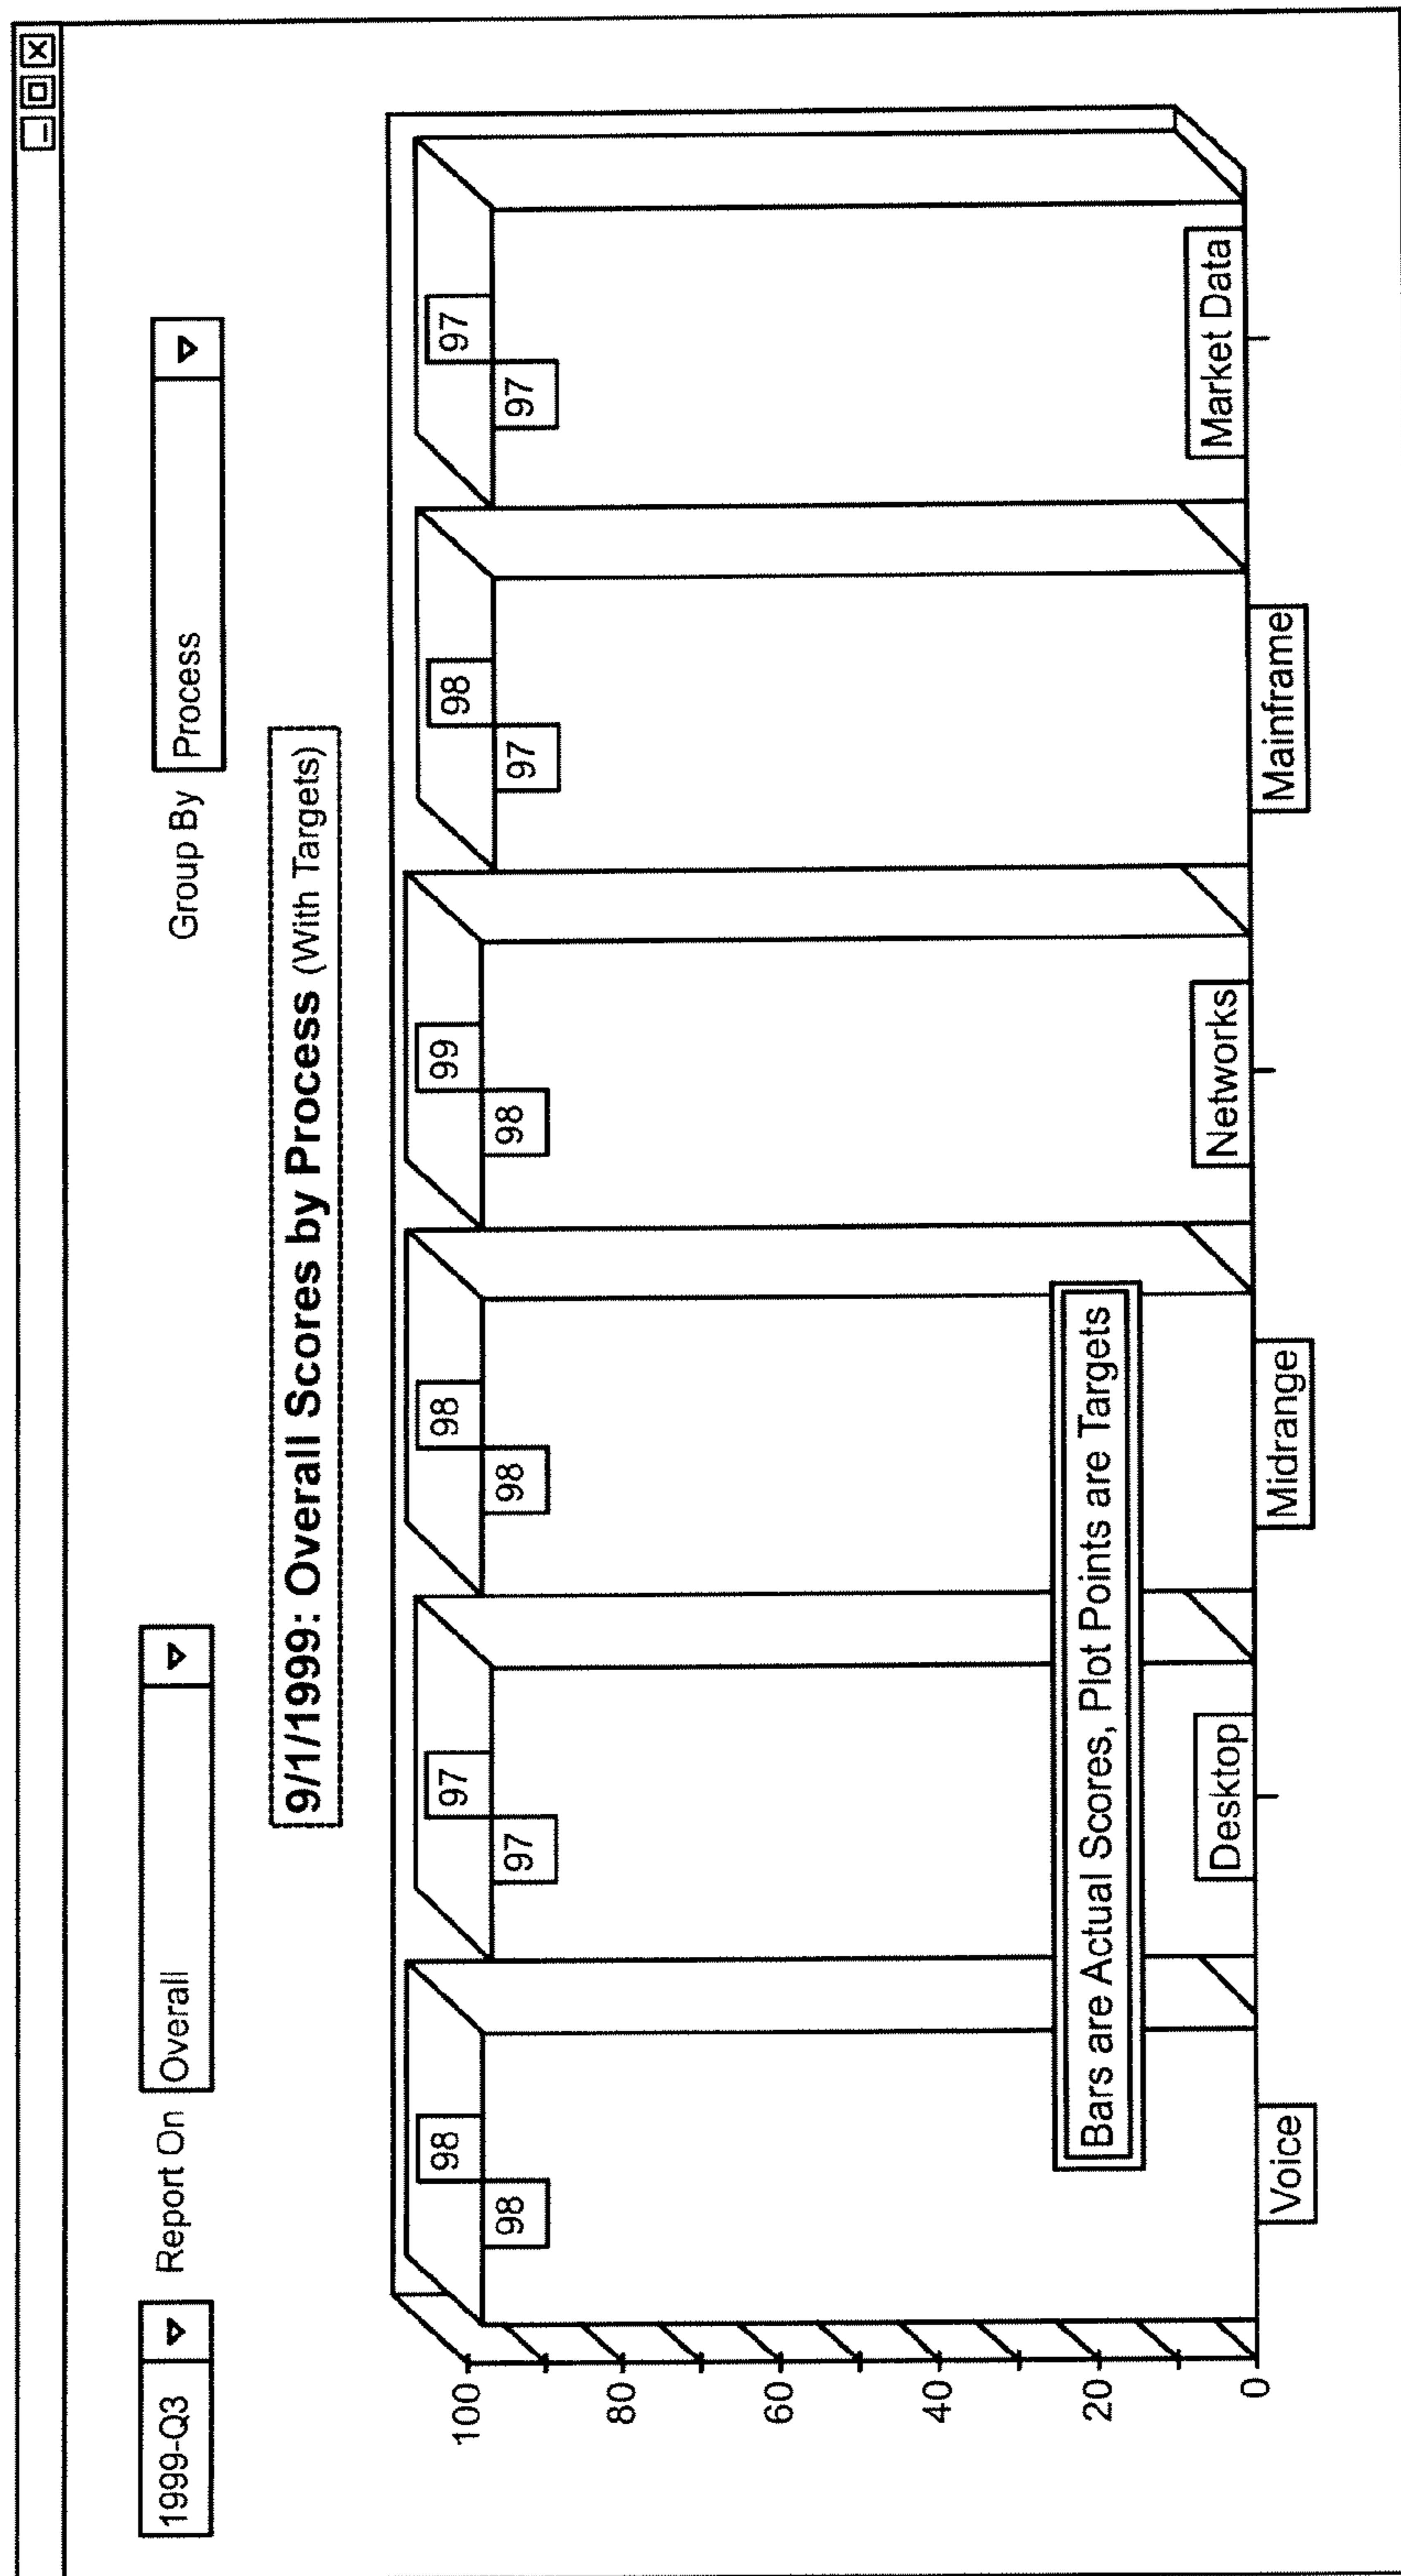 1999-Q3 Report On Overall Group By Process
9/1/1999: Overall Scores by Process (With Targets)
100
80
60
40
20
0
98 98
97 97
98 98
98 99
97 98
97 97
Bars are Actual Scores, Plot Points are Targets
Voice
Desktop
Midrange
Networks
Mainframe
Market Data